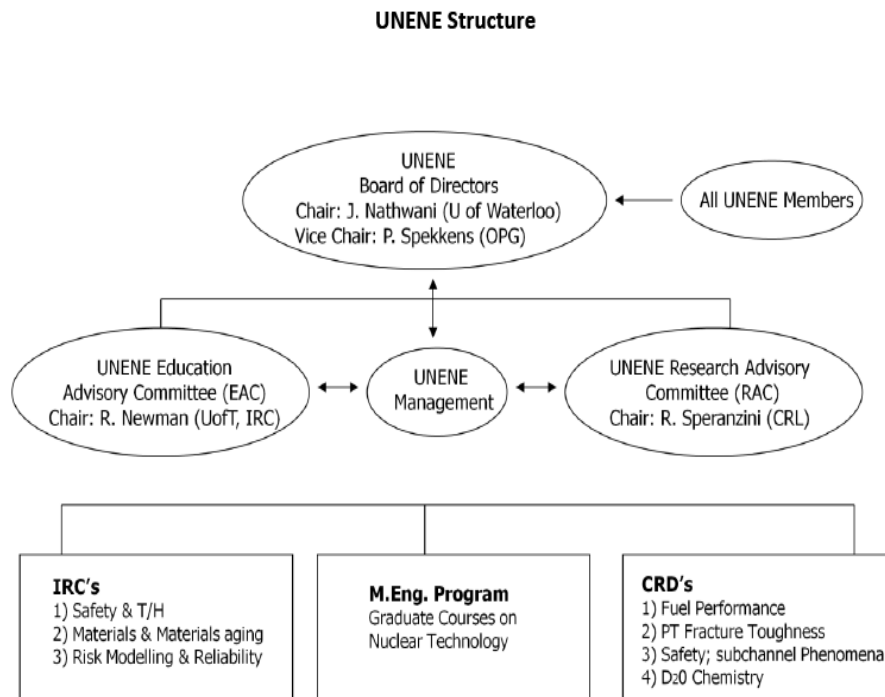 UNENE Structure
UNENE
Board of Directors
Chair: J. Nathwani (U of Waterloo)
Vice Chair: P. Spekkens (OPG)
All UNENE Members
UNENE Education
Advisory Committee (EAC)
Chair: R. Newman (UofT, IRC)
UNENE
Management
UNENE Research Advisory
Committee (RAC)
Chair: R. Speranzini (CRL)
IRC's
1) Safety & T/H
2) Materials & Materials aging
3) Risk Modelling & Reliability
M.Eng. Program
Graduate Courses on
Nuclear Technology
CRD's
1) Fuel Performance
2) PT Fracture Toughness
3) Safety; subchannel Phenomena
4) D20 Chemistry